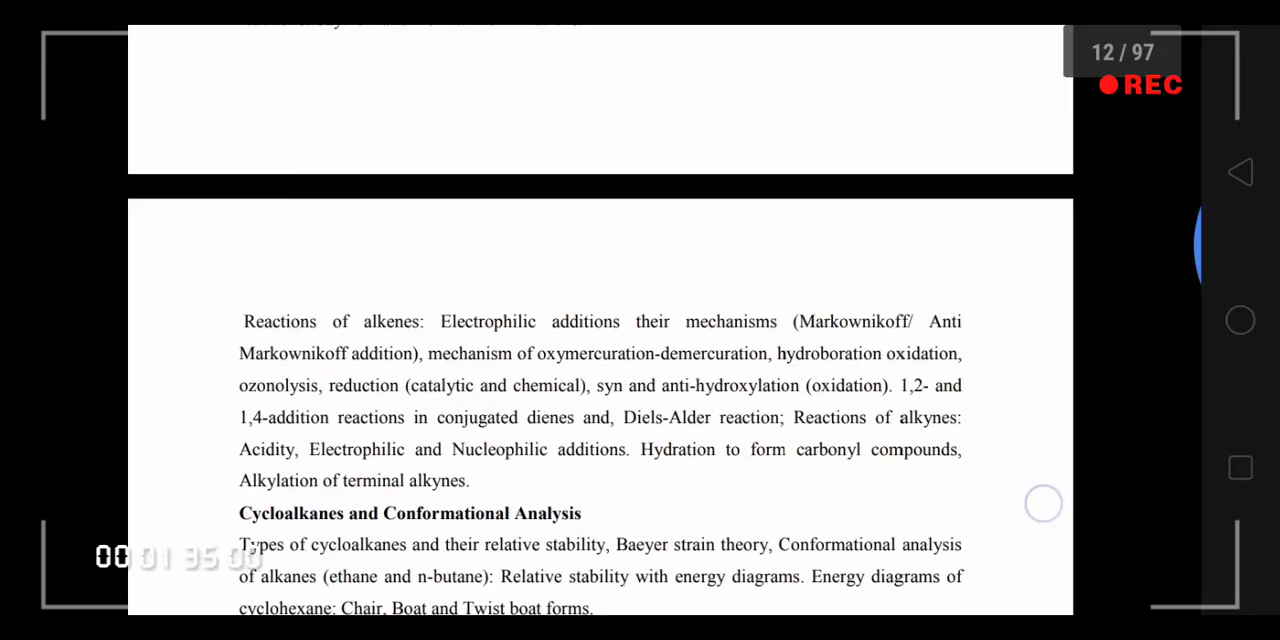 12 / 97
REC
Reactions of alkenes: Electrophilic additions their mechanisms (Markownikoff/ Anti
Markownikoff addition), mechanism of oxymercuration-demercuration, hydroboration oxidation,
ozonolysis, reduction (catalytic and chemical), syn and anti-hydroxylation (oxidation). 1,2- and
1,4-addition reactions in conjugated dienes and, Diels-Alder reaction; Reactions of alkynes:
Acidity, Electrophilic and Nucleophilic additions. Hydration to form carbonyl compounds,
Alkylation of terminal alkynes.
Cycloalkanes and Conformational Analysis
Types of cycloalkanes and their relative stability, Baeyer strain theory, Conformational analysis
00 01 35 00
of alkanes (ethane and n-butane): Relative stability with energy diagrams. Energy diagrams of
cyclohexane: Chair, Boat and Twist boat forms.